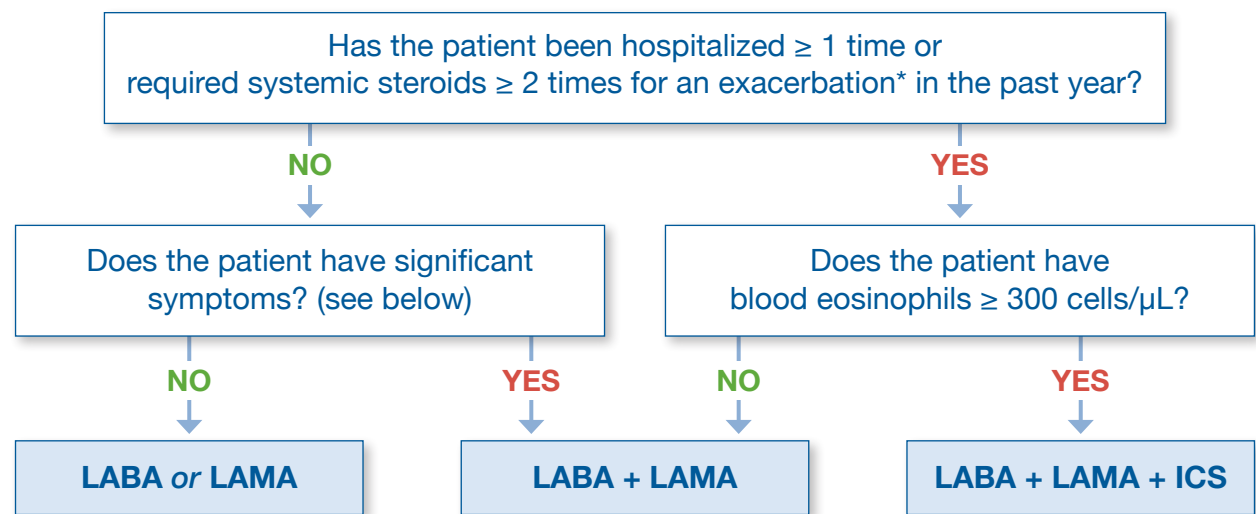 Has the patient been hospitalized ≥ 1 time or
required systemic steroids ≥ 2 times for an exacerbation* in the past year?
NO
YES
Does the patient have significant
symptoms? (see below)
Does the patient have
blood eosinophils ≥ 300 cells/µL?
NO
YES
NO
YES
LABA or LAMA
LABA + LAMA
LABA + LAMA + ICS